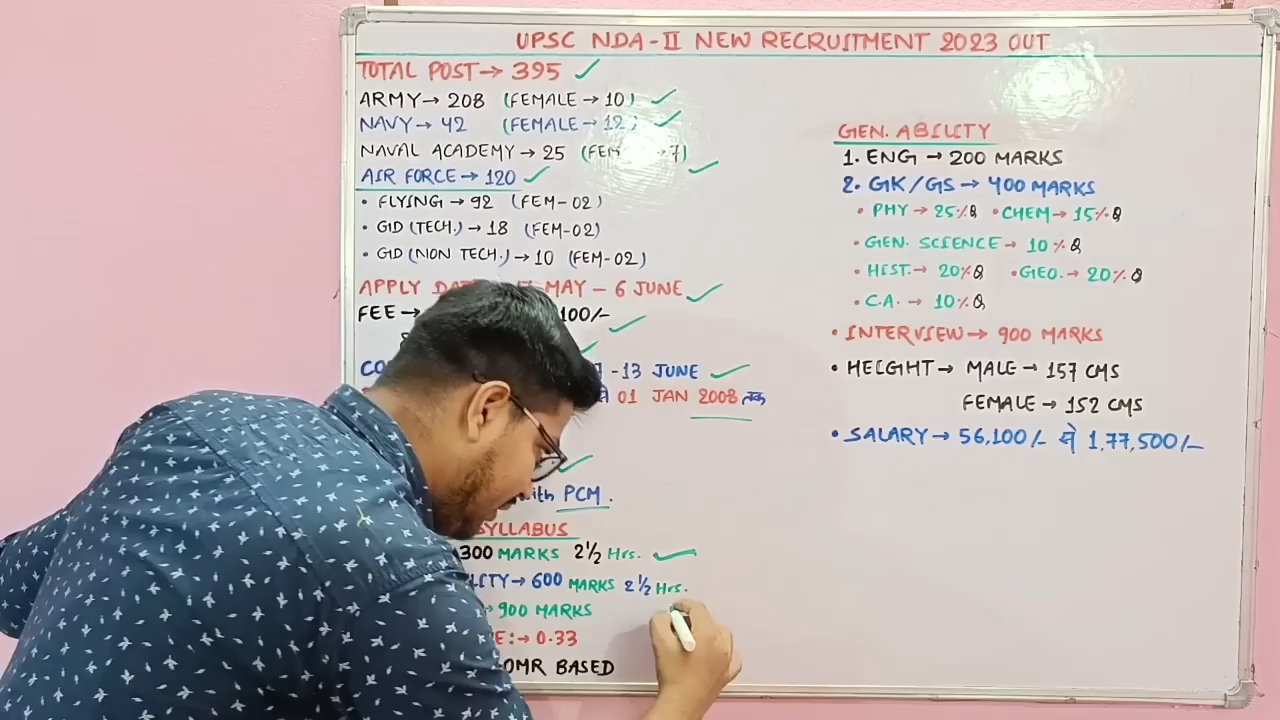 UPSC NDA-II NEW RECRUITMENT 2023 OUT
TOTAL POST→ 395
ARMY→ 208 (FEMALE→ 10)
NAVY→ 42 (FEMALE→ 12)
NAVAL ACADEMY→ 25 (FEM →7)
AIR FORCE→ 120
• FLYING→ 92 (FEM-02)
• GD (TECH.)→ 18 (FEM-02)
• GD (NON TECH.)→ 10 (FEM-02)
APPLY MAY – 6 JUNE
FEE→ 100/-
-13 JUNE
01 JAN 2008 तक
with PCM.
SYLLABUS
300 MARKS 2½ Hrs.
→ 600 MARKS 2½ Hrs.
900 MARKS
:→ 0.33
OMR BASED
GEN. ABILITY
1. ENG → 200 MARKS
2. GK/GS→ 400 MARKS
• PHY → 25% Q • CHEM→ 15% Q
• GEN. SCIENCE→ 10% Q
• HIST.→ 20% Q • GEO.→ 20% Q
• C.A. → 10% Q
• INTERVIEW→ 900 MARKS
• HEIGHT→ MALE→ 157 CMS
FEMALE→ 152 CMS
• SALARY→ 56,100/- से 1,77,500/-